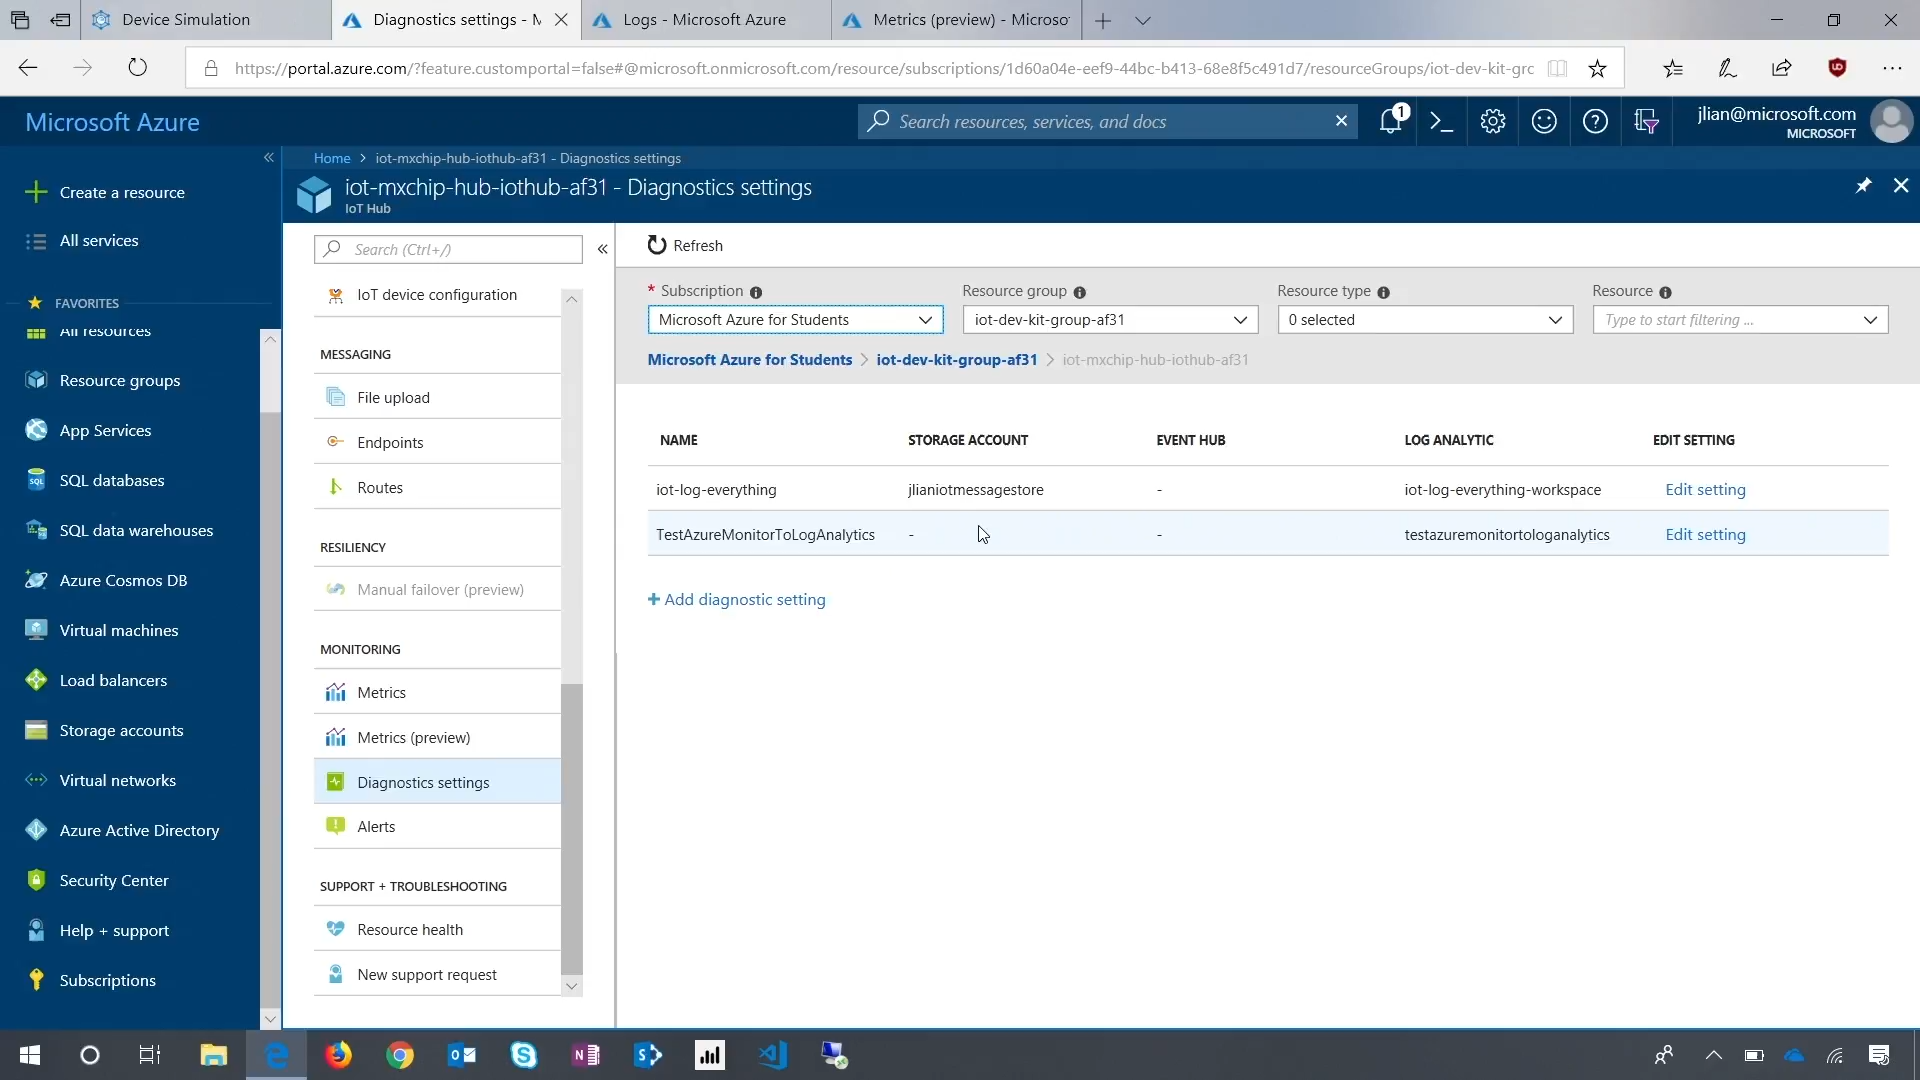 Device Simulation
Diagnostics settings - M
Logs - Microsoft Azure
Metrics (preview) - Microso
https://portal.azure.com/?feature.customportal=false#@microsoft.onmicrosoft.com/resource/subscriptions/1d60a04e-eef9-44bc-b413-68e8f5c491d7/resourceGroups/iot-dev-kit-grc
Microsoft Azure
Search resources, services, and docs
1
jlian@microsoft.com
MICROSOFT
Home > iot-mxchip-hub-iothub-af31 - Diagnostics settings
iot-mxchip-hub-iothub-af31 - Diagnostics settings
IoT Hub
Create a resource
All services
FAVORITES
All resources
Resource groups
App Services
SQL databases
SQL data warehouses
Azure Cosmos DB
Virtual machines
Load balancers
Storage accounts
Virtual networks
Azure Active Directory
Security Center
Help + support
Subscriptions
Search (Ctrl+/)
IoT device configuration
MESSAGING
File upload
Endpoints
Routes
RESILIENCY
Manual failover (preview)
MONITORING
Metrics
Metrics (preview)
Diagnostics settings
Alerts
SUPPORT + TROUBLESHOOTING
Resource health
New support request
Refresh
* Subscription Resource group Resource type Resource
Microsoft Azure for Students iot-dev-kit-group-af31 0 selected Type to start filtering ...
Microsoft Azure for Students > iot-dev-kit-group-af31 > iot-mxchip-hub-iothub-af31
NAME STORAGE ACCOUNT EVENT HUB LOG ANALYTIC EDIT SETTING
iot-log-everything jlianiotmessagestore - iot-log-everything-workspace Edit setting
TestAzureMonitorToLogAnalytics - - testazuremonitortologanalytics Edit setting
+ Add diagnostic setting